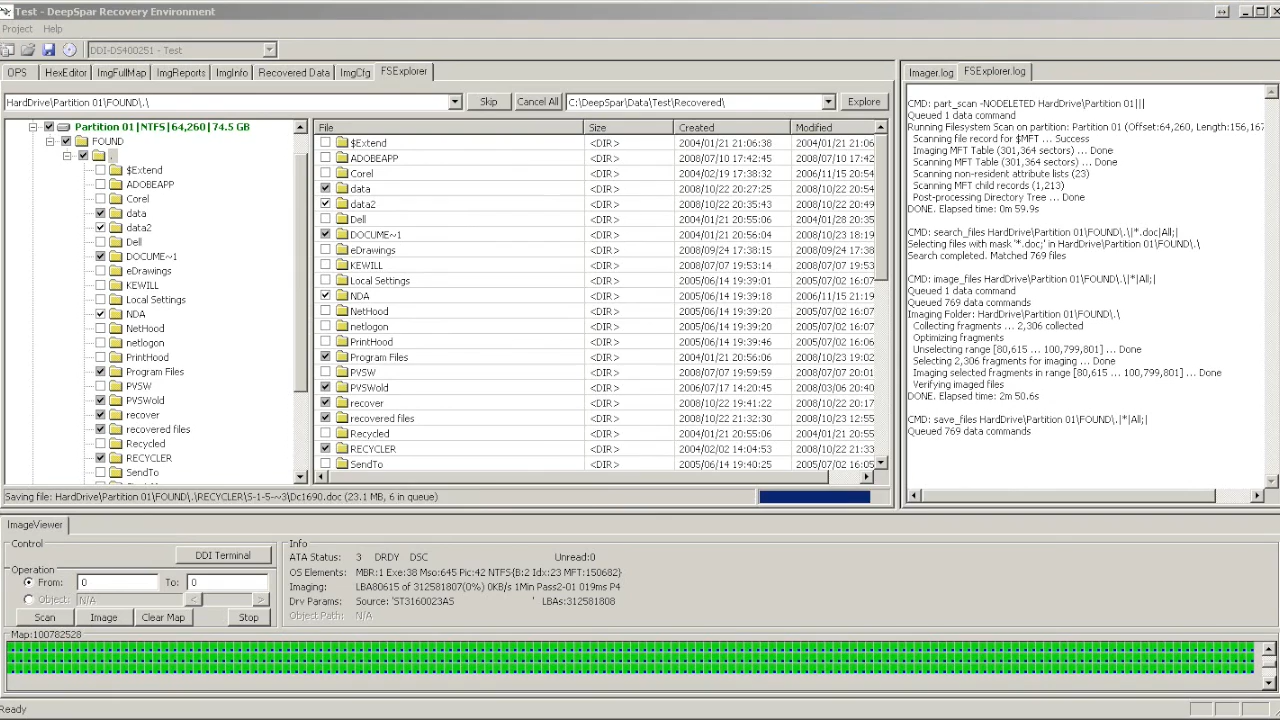 Test - DeepSpar Recovery Environment
Project Help
DDI-DS400251 - Test
OPS HexEditor ImgFullMap ImgReports ImgInfo Recovered Data ImgCfg FSExplorer
HardDrive\Partition 01\FOUND\.\ Skip Cancel All C:\DeepSpar\Data\Test\Recovered\ Explore
Partition 01|NTFS|64,260|74.5 GB
FOUND
.
$Extend
ADOBEAPP
Corel
data
data2
Dell
DOCUME~1
eDrawings
KEWILL
Local Settings
NDA
NetHood
netlogon
PrintHood
Program Files
PVSW
PVSWold
recover
recovered files
Recycled
RECYCLER
SendTo
File Size Created Modified
$Extend <DIR> 2004/01/21 21:06:38 2004/01/21 21:06
ADOBEAPP <DIR> 2008/07/10 17:42:45 2008/07/10 17:42
Corel <DIR> 2004/02/19 17:38:32 2006/11/15 20:54
data <DIR> 2008/10/22 20:27:25 2008/10/22 20:54
data2 <DIR> 2008/10/22 20:35:43 2008/10/22 20:49
Dell <DIR> 2004/01/21 20:55:06 2004/01/28 20:35
DOCUME~1 <DIR> 2004/01/21 20:56:04 2008/10/23 18:19
eDrawings <DIR> 2008/09/24 17:38:15 2008/09/24 17:38
KEWILL <DIR> 2008/07/07 19:53:14 2008/07/07 19:53
Local Settings <DIR> 2005/06/14 19:39:01 2005/07/02 16:07
NDA <DIR> 2005/06/14 19:39:18 2006/11/15 21:19
NetHood <DIR> 2005/06/14 19:39:20 2005/07/02 16:07
netlogon <DIR> 2005/06/14 19:39:20 2005/07/02 16:07
PrintHood <DIR> 2005/06/14 19:39:46 2005/07/02 16:06
Program Files <DIR> 2004/01/21 20:56:06 2008/10/23 19:02
PVSW <DIR> 2008/07/07 19:59:59 2008/07/07 20:01
PVSWold <DIR> 2006/07/17 14:20:45 2008/03/06 20:40
recover <DIR> 2008/10/22 19:41:22 2008/10/22 20:17
recovered files <DIR> 2008/10/22 21:32:30 2008/10/23 12:55
Recycled <DIR> 2004/01/21 20:55:06 2004/01/21 20:55
RECYCLER <DIR> 2004/02/02 14:04:53 2008/10/22 21:33
SendTo <DIR> 2005/06/14 19:40:25 2005/07/02 16:05
Saving file: HardDrive\Partition 01\FOUND\.\RECYCLER\S-1-5-~3\Dc1690.doc (23.1 MB, 6 in queue)
Imager.log FSExplorer.log
CMD: part_scan -NODELETED HardDrive\Partition 01|||
Queued 1 data command
Running Filesystem Scan on partition: Partition 01 (Offset:64,260, Length:156,167
Scanning file record for $MFT ... Success
Imaging MFT Table (301,364 sectors) ... Done
Scanning MFT Table (301,364 sectors) ... Done
Scanning non-resident attribute lists (23)
Scanning MFT child records (1,213)
Post-processing Directory Tree ... Done
DONE. Elapsed time: 0m 59.9s
CMD: search_files HardDrive\Partition 01\FOUND\.\|*.doc|All;|
Selecting files with mask '*.doc;' in HardDrive\Partition 01\FOUND\.\
Search completed. Matched 769 files
CMD: image_files HardDrive\Partition 01\FOUND\.\|*|All;|
Queued 1 data command
Queued 769 data commands
Imaging Folder: HardDrive\Partition 01\FOUND\.\
Collecting fragments ... 2,306 collected
Optimizing fragments
Unselecting range [80,615 ... 100,799,801] ... Done
Selecting 2,306 fragments for imaging ... Done
Imaging selected fragments in range [80,615 ... 100,799,801] ... Done
Verifying imaged files
DONE. Elapsed time: 2m 50.6s
CMD: save_files HardDrive\Partition 01\FOUND\.|*|All;|
Queued 769 data commands
ImageViewer
Control
DDI Terminal
Operation
From: 0 To: 0
Object: N/A < >
Scan Image Clear Map Stop
Info
ATA Status: 3 DRDY DSC Unread:0
OS Elements: MBR:1 Exe:38 Mso:645 Pic:42 NTFS{B:2 Idx:23 MFT:150682}
Imaging: LBA80615 of 312581807(0%) 0KB/s 1Min Pass2-01 019ms P4
Drv Params: Source: 'ST3160023AS ' LBAs:312581808
Object Path: N/A
Map:100782528
Ready